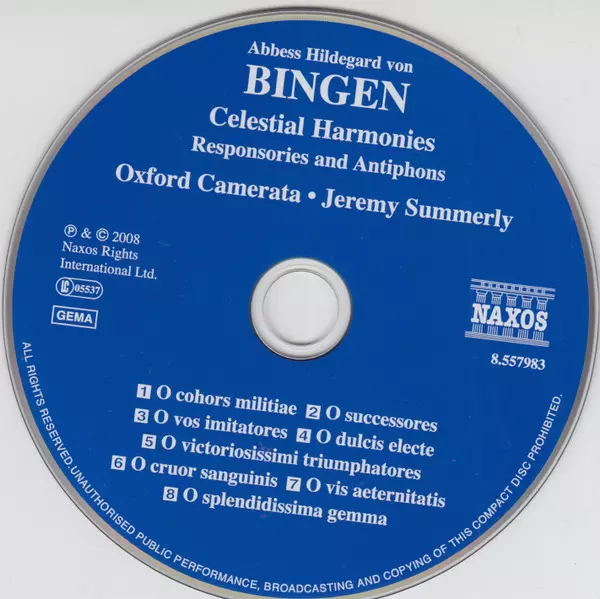 Abbess Hildegard von
BINGEN
Celestial Harmonies
Responsories and Antiphons
Oxford Camerata • Jeremy Summerly
℗ & © 2008
Naxos Rights
International Ltd.
LC 05537
GEMA
NAXOS
8.557983
1 O cohors militiae 2 O successores
3 O vos imitatores 4 O dulcis electe
5 O victoriosissimi triumphatores
6 O cruor sanguinis 7 O vis aeternitatis
8 O splendidissima gemma
ALL RIGHTS RESERVED. UNAUTHORISED PUBLIC PERFORMANCE, BROADCASTING AND COPYING OF THIS COMPACT DISC PROHIBITED.